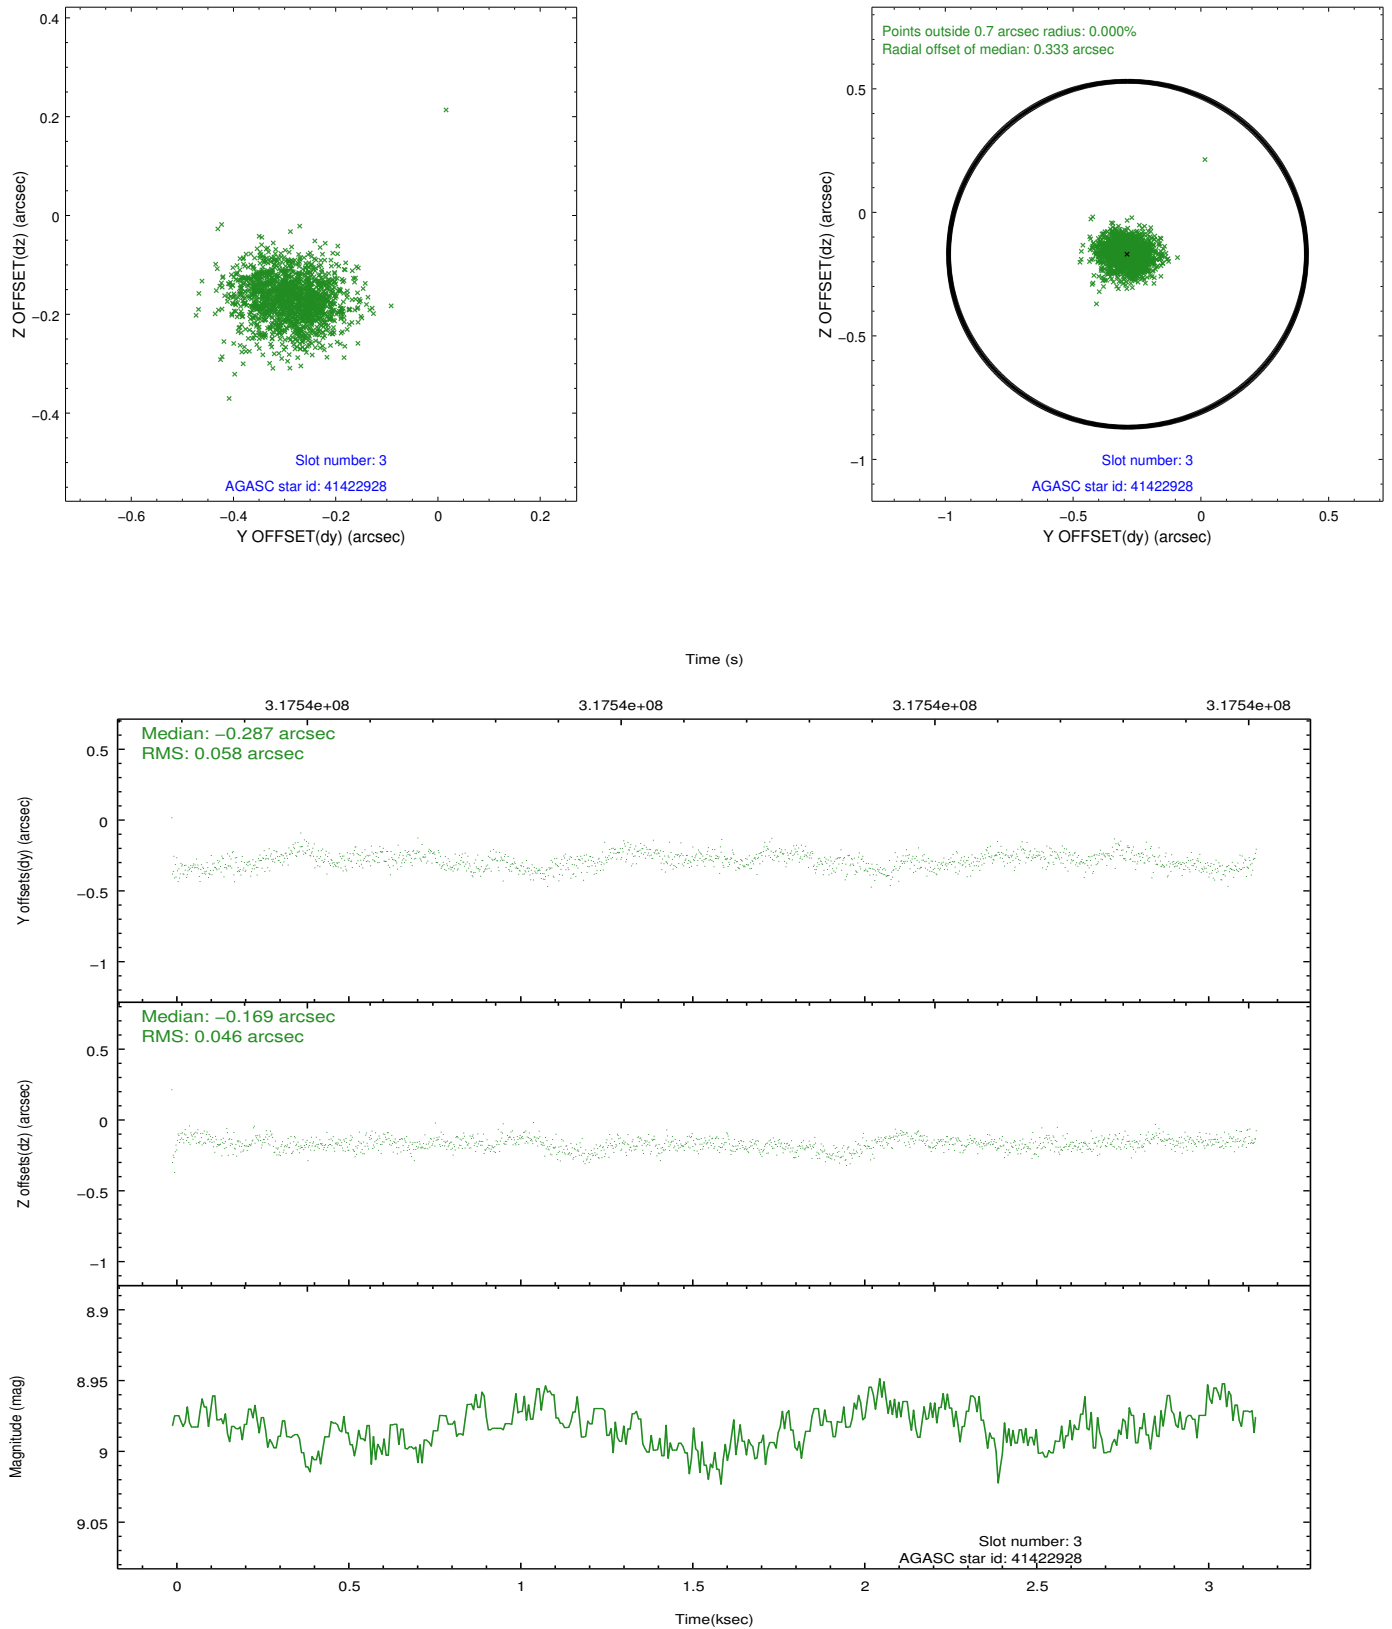 0.4
0.2
0
−0.2
−0.4
Z OFFSET(dz) (arcsec)
Slot number: 3
AGASC star id: 41422928
−0.6
−0.4
−0.2
0
0.2
Y OFFSET(dy) (arcsec)
Points outside 0.7 arcsec radius: 0.000%
Radial offset of median: 0.333 arcsec
0.5
0
−0.5
−1
Z OFFSET(dz) (arcsec)
Slot number: 3
AGASC star id: 41422928
−1
−0.5
0
0.5
Y OFFSET(dy) (arcsec)
Time (s)
3.1754e+08
3.1754e+08
3.1754e+08
3.1754e+08
Median: −0.287 arcsec
RMS: 0.058 arcsec
0.5
0
−0.5
−1
Y offsets(dy) (arcsec)
Median: −0.169 arcsec
RMS: 0.046 arcsec
0.5
0
−0.5
−1
Z offsets(dz) (arcsec)
8.9
8.95
9
9.05
Magnitude (mag)
Slot number: 3
AGASC star id: 41422928
0
0.5
1
1.5
2
2.5
3
Time(ksec)